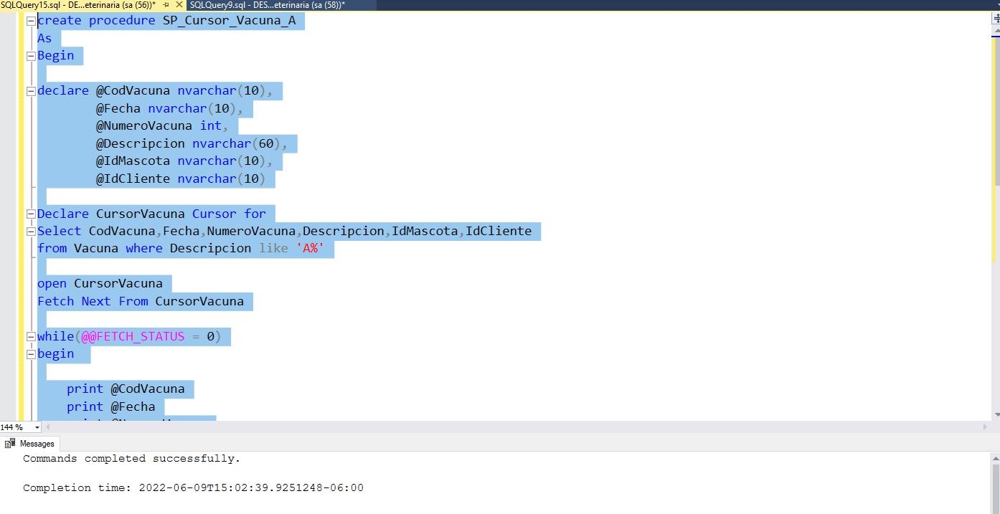 SQLQuery15.sql - DE...eterinaria (sa (56))* SQLQuery9.sql - DES...eterinaria (sa (58))*
create procedure SP_Cursor_Vacuna_A
As
Begin
declare @CodVacuna nvarchar(10),
@Fecha nvarchar(10),
@NumeroVacuna int,
@Descripcion nvarchar(60),
@IdMascota nvarchar(10),
@IdCliente nvarchar(10)
Declare CursorVacuna Cursor for
Select CodVacuna,Fecha,NumeroVacuna,Descripcion,IdMascota,IdCliente
from Vacuna where Descripcion like 'A%'
open CursorVacuna
Fetch Next From CursorVacuna
while(@@FETCH_STATUS = 0)
begin
print @CodVacuna
print @Fecha
144 %
Messages
Commands completed successfully.
Completion time: 2022-06-09T15:02:39.9251248-06:00